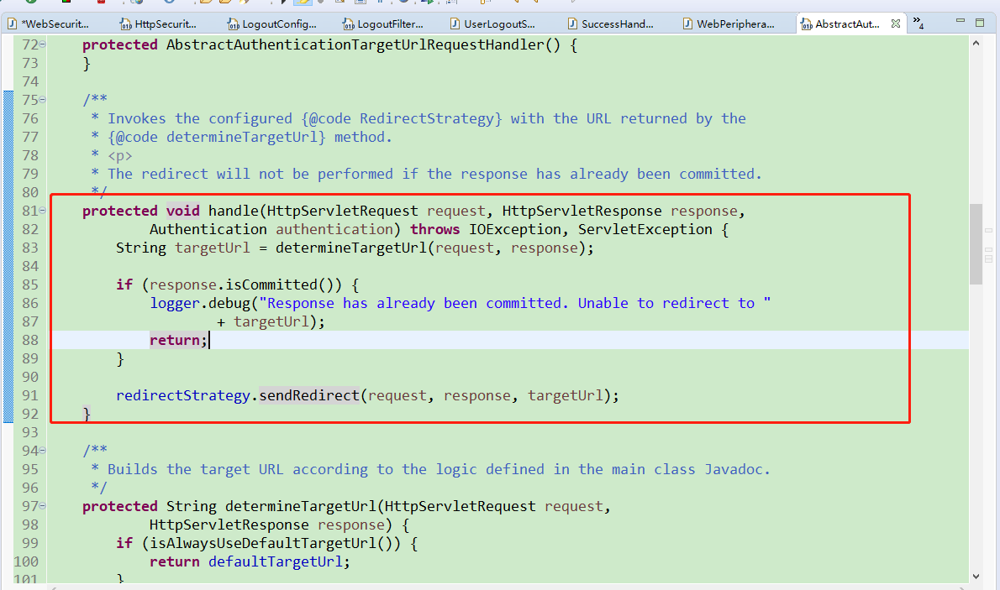 *WebSecurit... HttpSecurit... LogoutConfig... LogoutFilter... UserLogoutS... SuccessHand... WebPeriphera... AbstractAut... 4
72 protected AbstractAuthenticationTargetUrlRequestHandler() {
73 }
74
75 /**
76 * Invokes the configured {@code RedirectStrategy} with the URL returned by the
77 * {@code determineTargetUrl} method.
78 * <p>
79 * The redirect will not be performed if the response has already been committed.
80 */
81 protected void handle(HttpServletRequest request, HttpServletResponse response,
82 Authentication authentication) throws IOException, ServletException {
83 String targetUrl = determineTargetUrl(request, response);
84
85 if (response.isCommitted()) {
86 logger.debug("Response has already been committed. Unable to redirect to "
87 + targetUrl);
88 return;
89 }
90
91 redirectStrategy.sendRedirect(request, response, targetUrl);
92 }
93
94 /**
95 * Builds the target URL according to the logic defined in the main class Javadoc.
96 */
97 protected String determineTargetUrl(HttpServletRequest request,
98 HttpServletResponse response) {
99 if (isAlwaysUseDefaultTargetUrl()) {
100 return defaultTargetUrl;
101 }